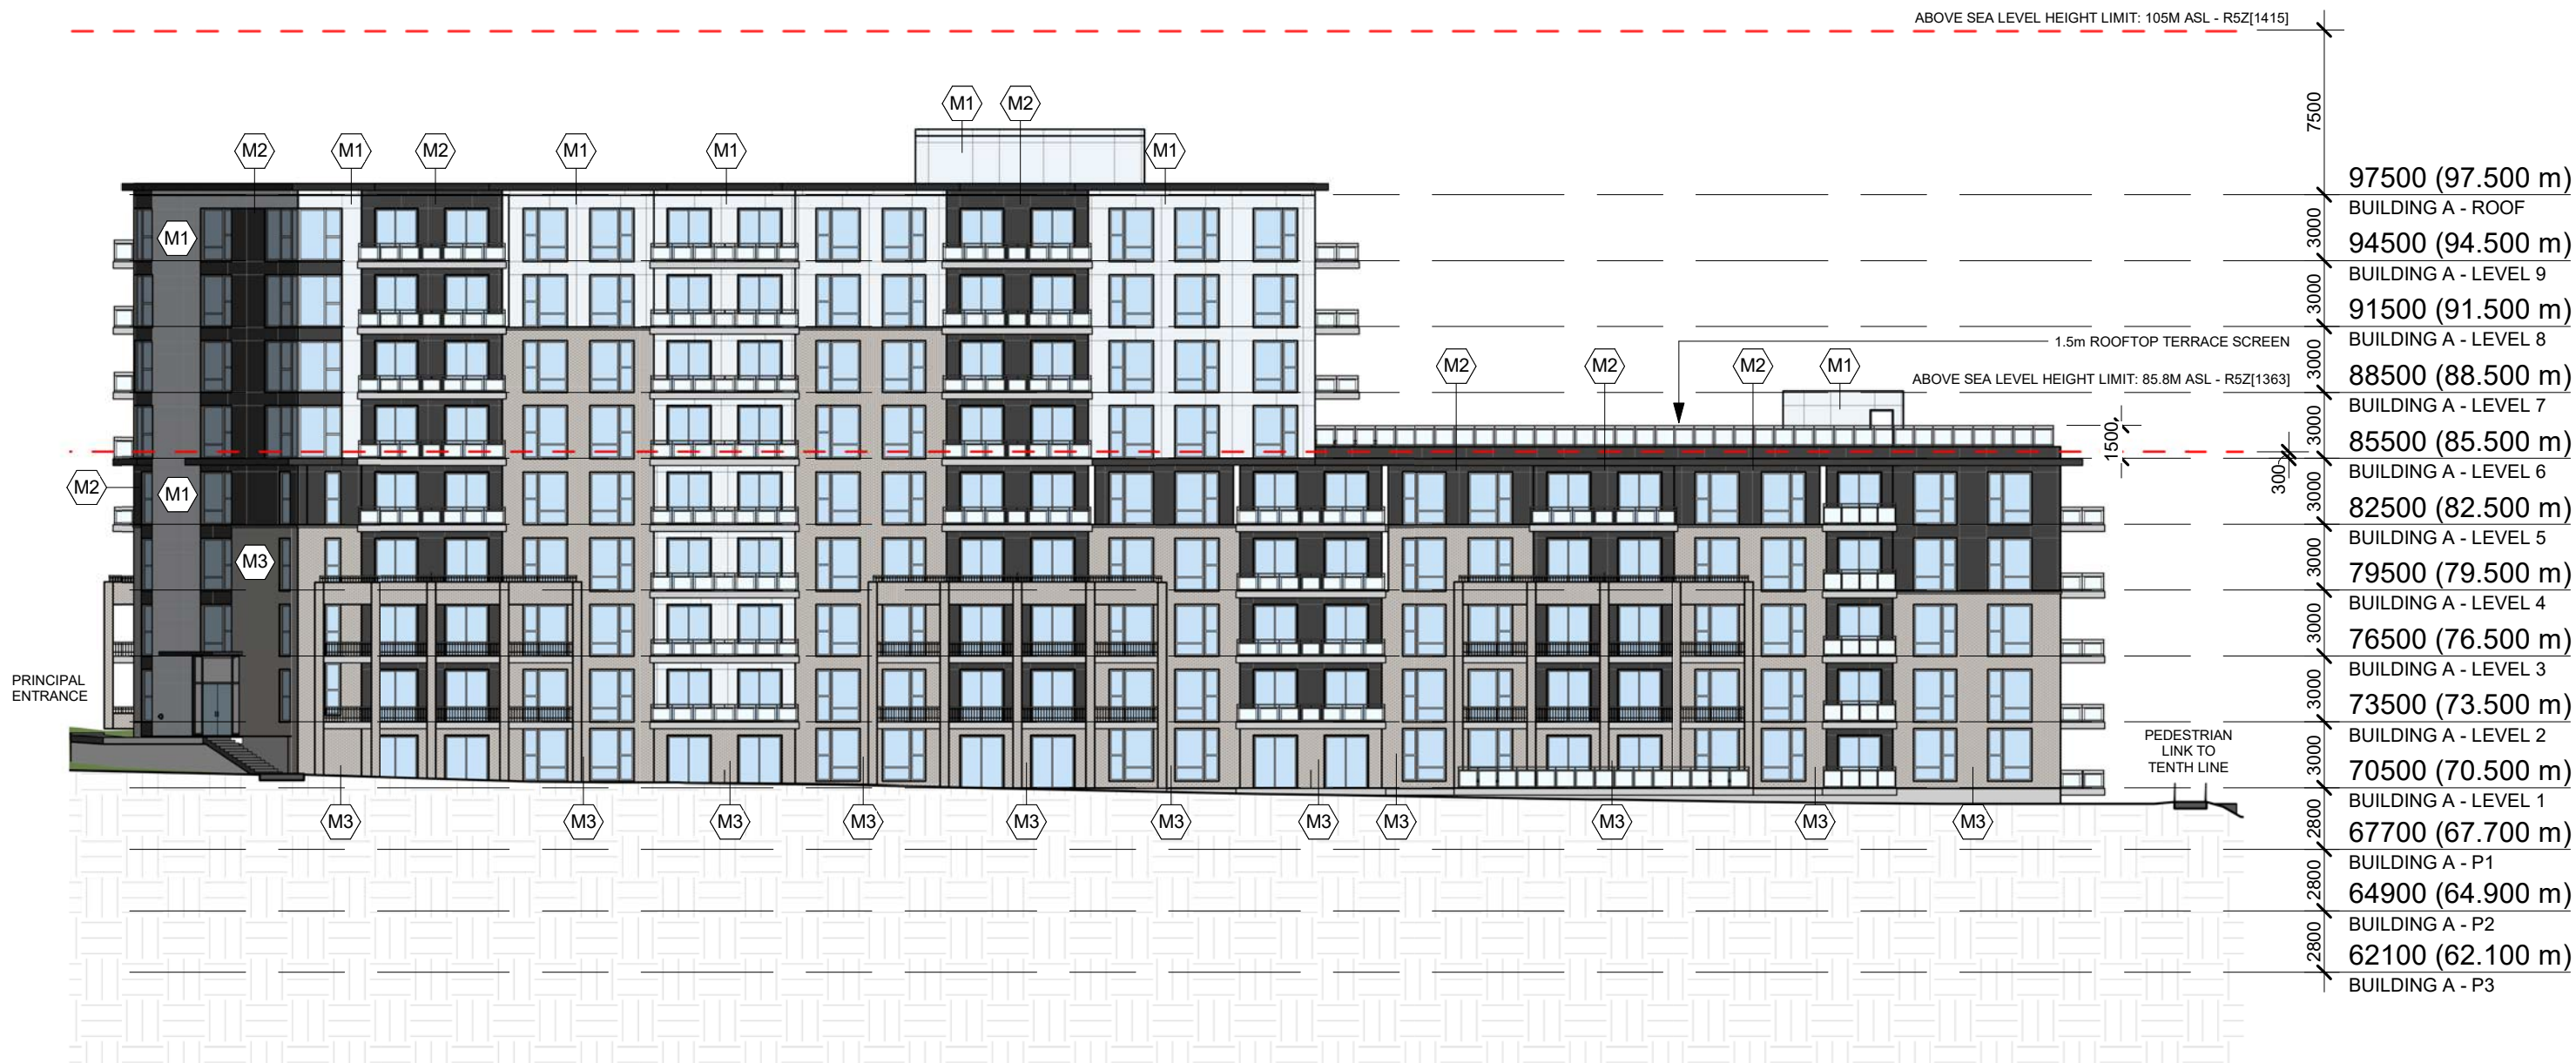 ABOVE SEA LEVEL HEIGHT LIMIT: 105M ASL - R5Z[1415]
7500
M1
M2
M2
M1
M2
M1
M1
M1
97500 (97.500 m)
BUILDING A - ROOF
3000
M1
94500 (94.500 m)
BUILDING A - LEVEL 9
3000
91500 (91.500 m)
BUILDING A - LEVEL 8
1.5m ROOFTOP TERRACE SCREEN
3000
M2
M2
M2
M1
ABOVE SEA LEVEL HEIGHT LIMIT: 85.8M ASL - R5Z[1363]
88500 (88.500 m)
BUILDING A - LEVEL 7
3000
1500
85500 (85.500 m)
BUILDING A - LEVEL 6
300
3000
M2
M1
82500 (82.500 m)
BUILDING A - LEVEL 5
3000
M3
79500 (79.500 m)
BUILDING A - LEVEL 4
3000
76500 (76.500 m)
BUILDING A - LEVEL 3
3000
PRINCIPAL
ENTRANCE
73500 (73.500 m)
BUILDING A - LEVEL 2
3000
PEDESTRIAN
LINK TO
TENTH LINE
70500 (70.500 m)
BUILDING A - LEVEL 1
2800
M3
M3
M3
M3
M3
M3
M3
M3
M3
M3
M3
67700 (67.700 m)
BUILDING A - P1
2800
64900 (64.900 m)
BUILDING A - P2
2800
62100 (62.100 m)
BUILDING A - P3